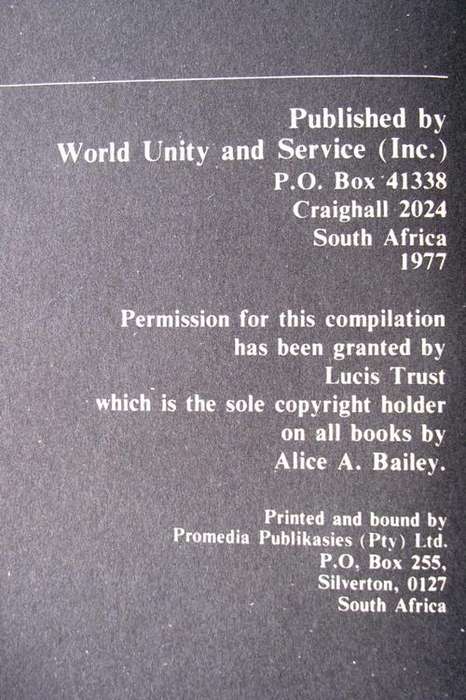 Published by
World Unity and Service (Inc.)
P.O. Box 41338
Craighall 2024
South Africa
1977
Permission for this compilation
has been granted by
Lucis Trust
which is the sole copyright holder
on all books by
Alice A. Bailey.
Printed and bound by
Promedia Publikasies (Pty) Ltd.
P.O, Box 255,
Silverton, 0127
South Africa